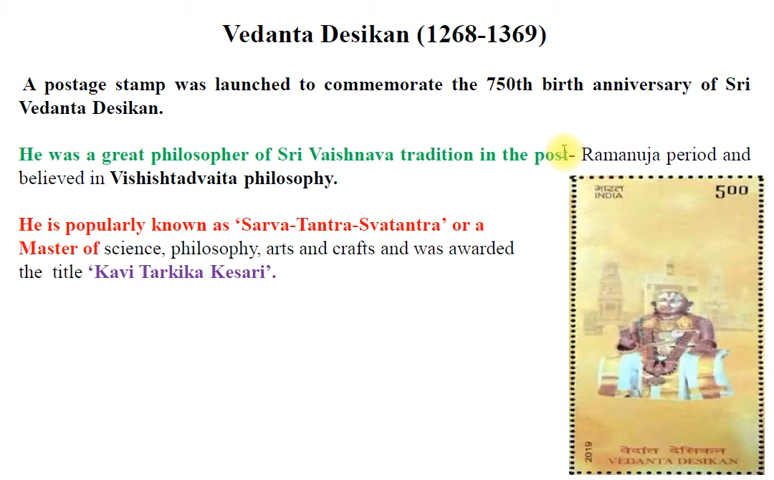 Vedanta Desikan (1268-1369)
A postage stamp was launched to commemorate the 750th birth anniversary of Sri
Vedanta Desikan.
He was a great philosopher of Sri Vaishnava tradition in the post- Ramanuja period and
believed in Vishishtadvaita philosophy.
He is popularly known as ‘Sarva-Tantra-Svatantra’ or a
Master of science, philosophy, arts and crafts and was awarded
the title ‘Kavi Tarkika Kesari’.
भारत
INDIA
500
2019
वेदांत देसिकन
VEDANTA DESIKAN